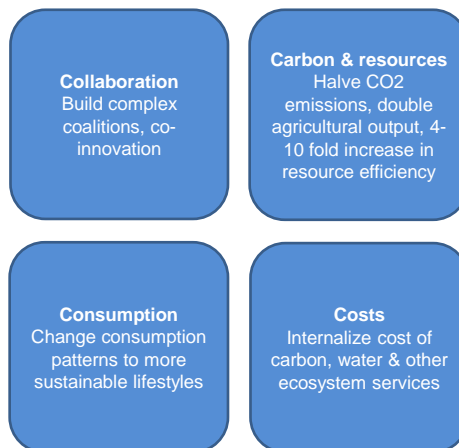 Collaboration
Build complex
coalitions, co-
innovation
Carbon & resources
Halve CO2
emissions, double
agricultural output, 4-
10 fold increase in
resource efficiency
Consumption
Change consumption
patterns to more
sustainable lifestyles
Costs
Internalize cost of
carbon, water & other
ecosystem services